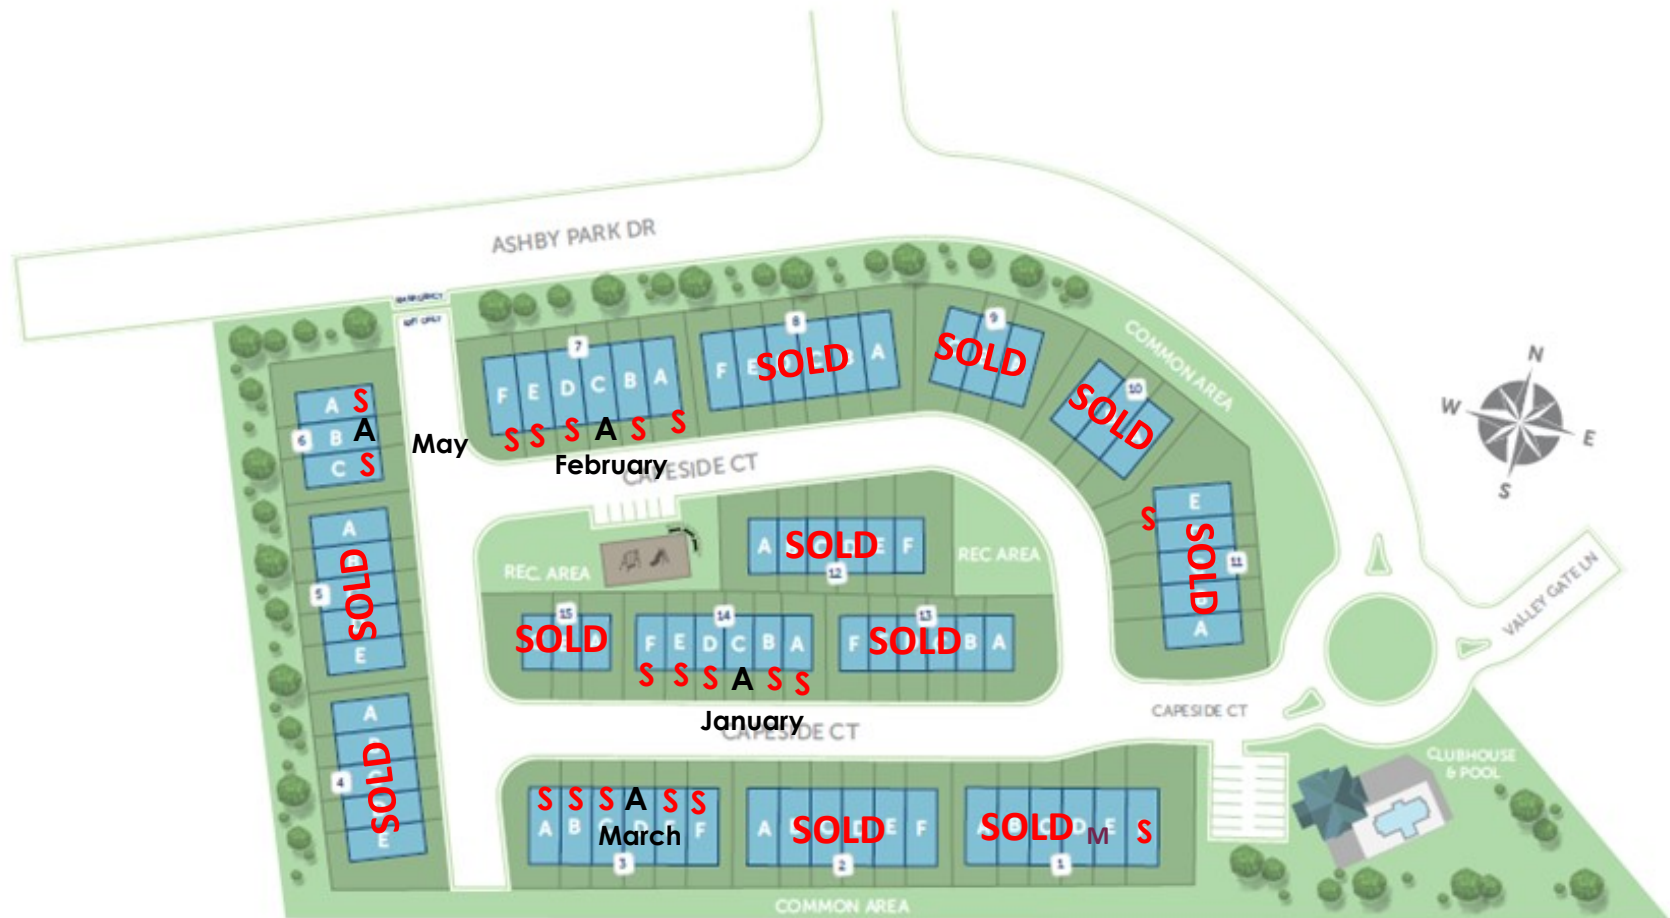 ASHBY PARK DR
EXIT ONLY
7
F E D C B A
S S S A S S
February
CAPESIDE CT
8
F E D C B A
SOLD
9
SOLD
COMMON AREA
10
SOLD
N
W E
S
6
A S
B A
C S
May
5
A
SOLD
E
4
A
SOLD
E
REC. AREA
12
A B C D E F
SOLD
REC AREA
E
S
SOLD
11
A
15
SOLD
14
F E D C B A
S S S A S S
January
13
F E B A
SOLD
CAPESIDE CT
CAPESIDE CT
VALLEY GATE LN
CLUBHOUSE
& POOL
S S S A S S
A B C D E F
March
3
A E F
SOLD
2
A B C D E
SOLD
M
S
1
COMMON AREA